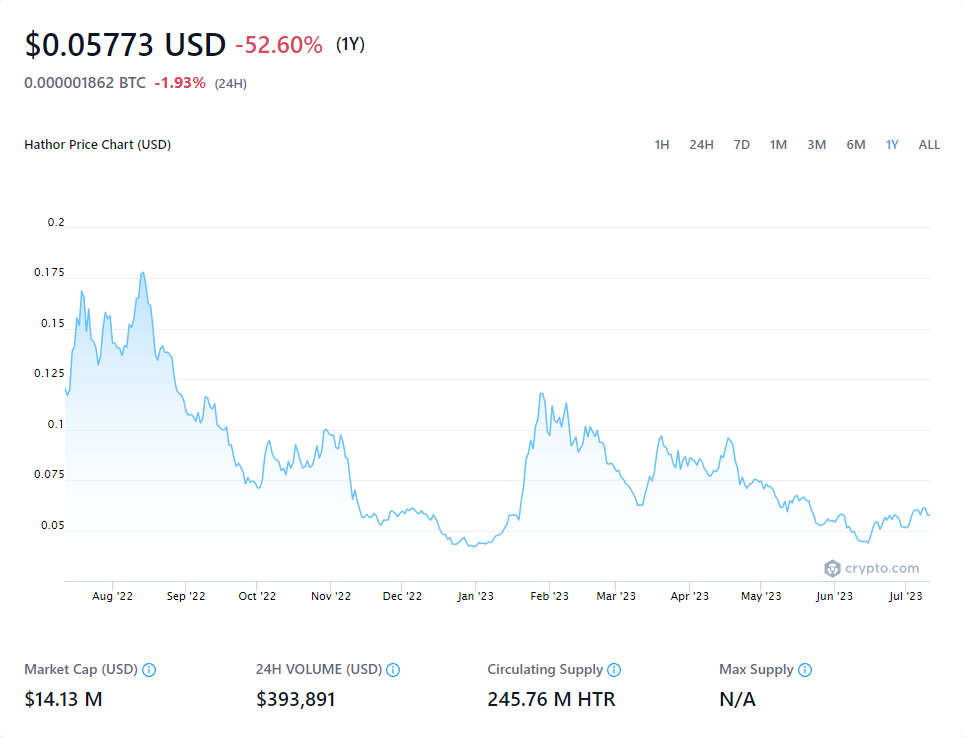 $0.05773 USD -52.60% (1Y)
0.000001862 BTC -1.93% (24H)
Hathor Price Chart (USD) 1H 24H 7D 1M 3M 6M 1Y ALL
0.2
0.175
0.15
0.125
0.1
0.075
0.05
crypto.com
Aug '22 Sep '22 Oct '22 Nov '22 Dec '22 Jan '23 Feb '23 Mar '23 Apr '23 May '23 Jun '23 Jul '23
Market Cap (USD) 24H VOLUME (USD) Circulating Supply Max Supply
$14.13 M $393,891 245.76 M HTR N/A